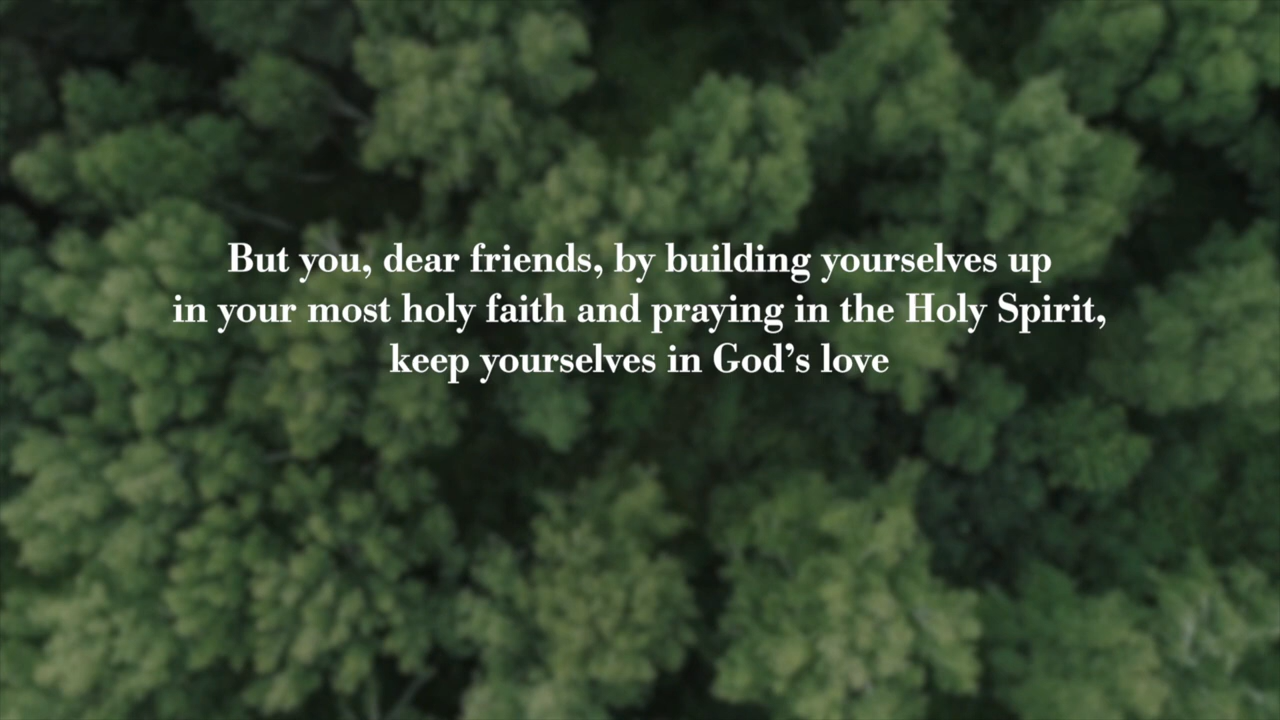 But you, dear friends, by building yourselves up
in your most holy faith and praying in the Holy Spirit,
keep yourselves in God’s love